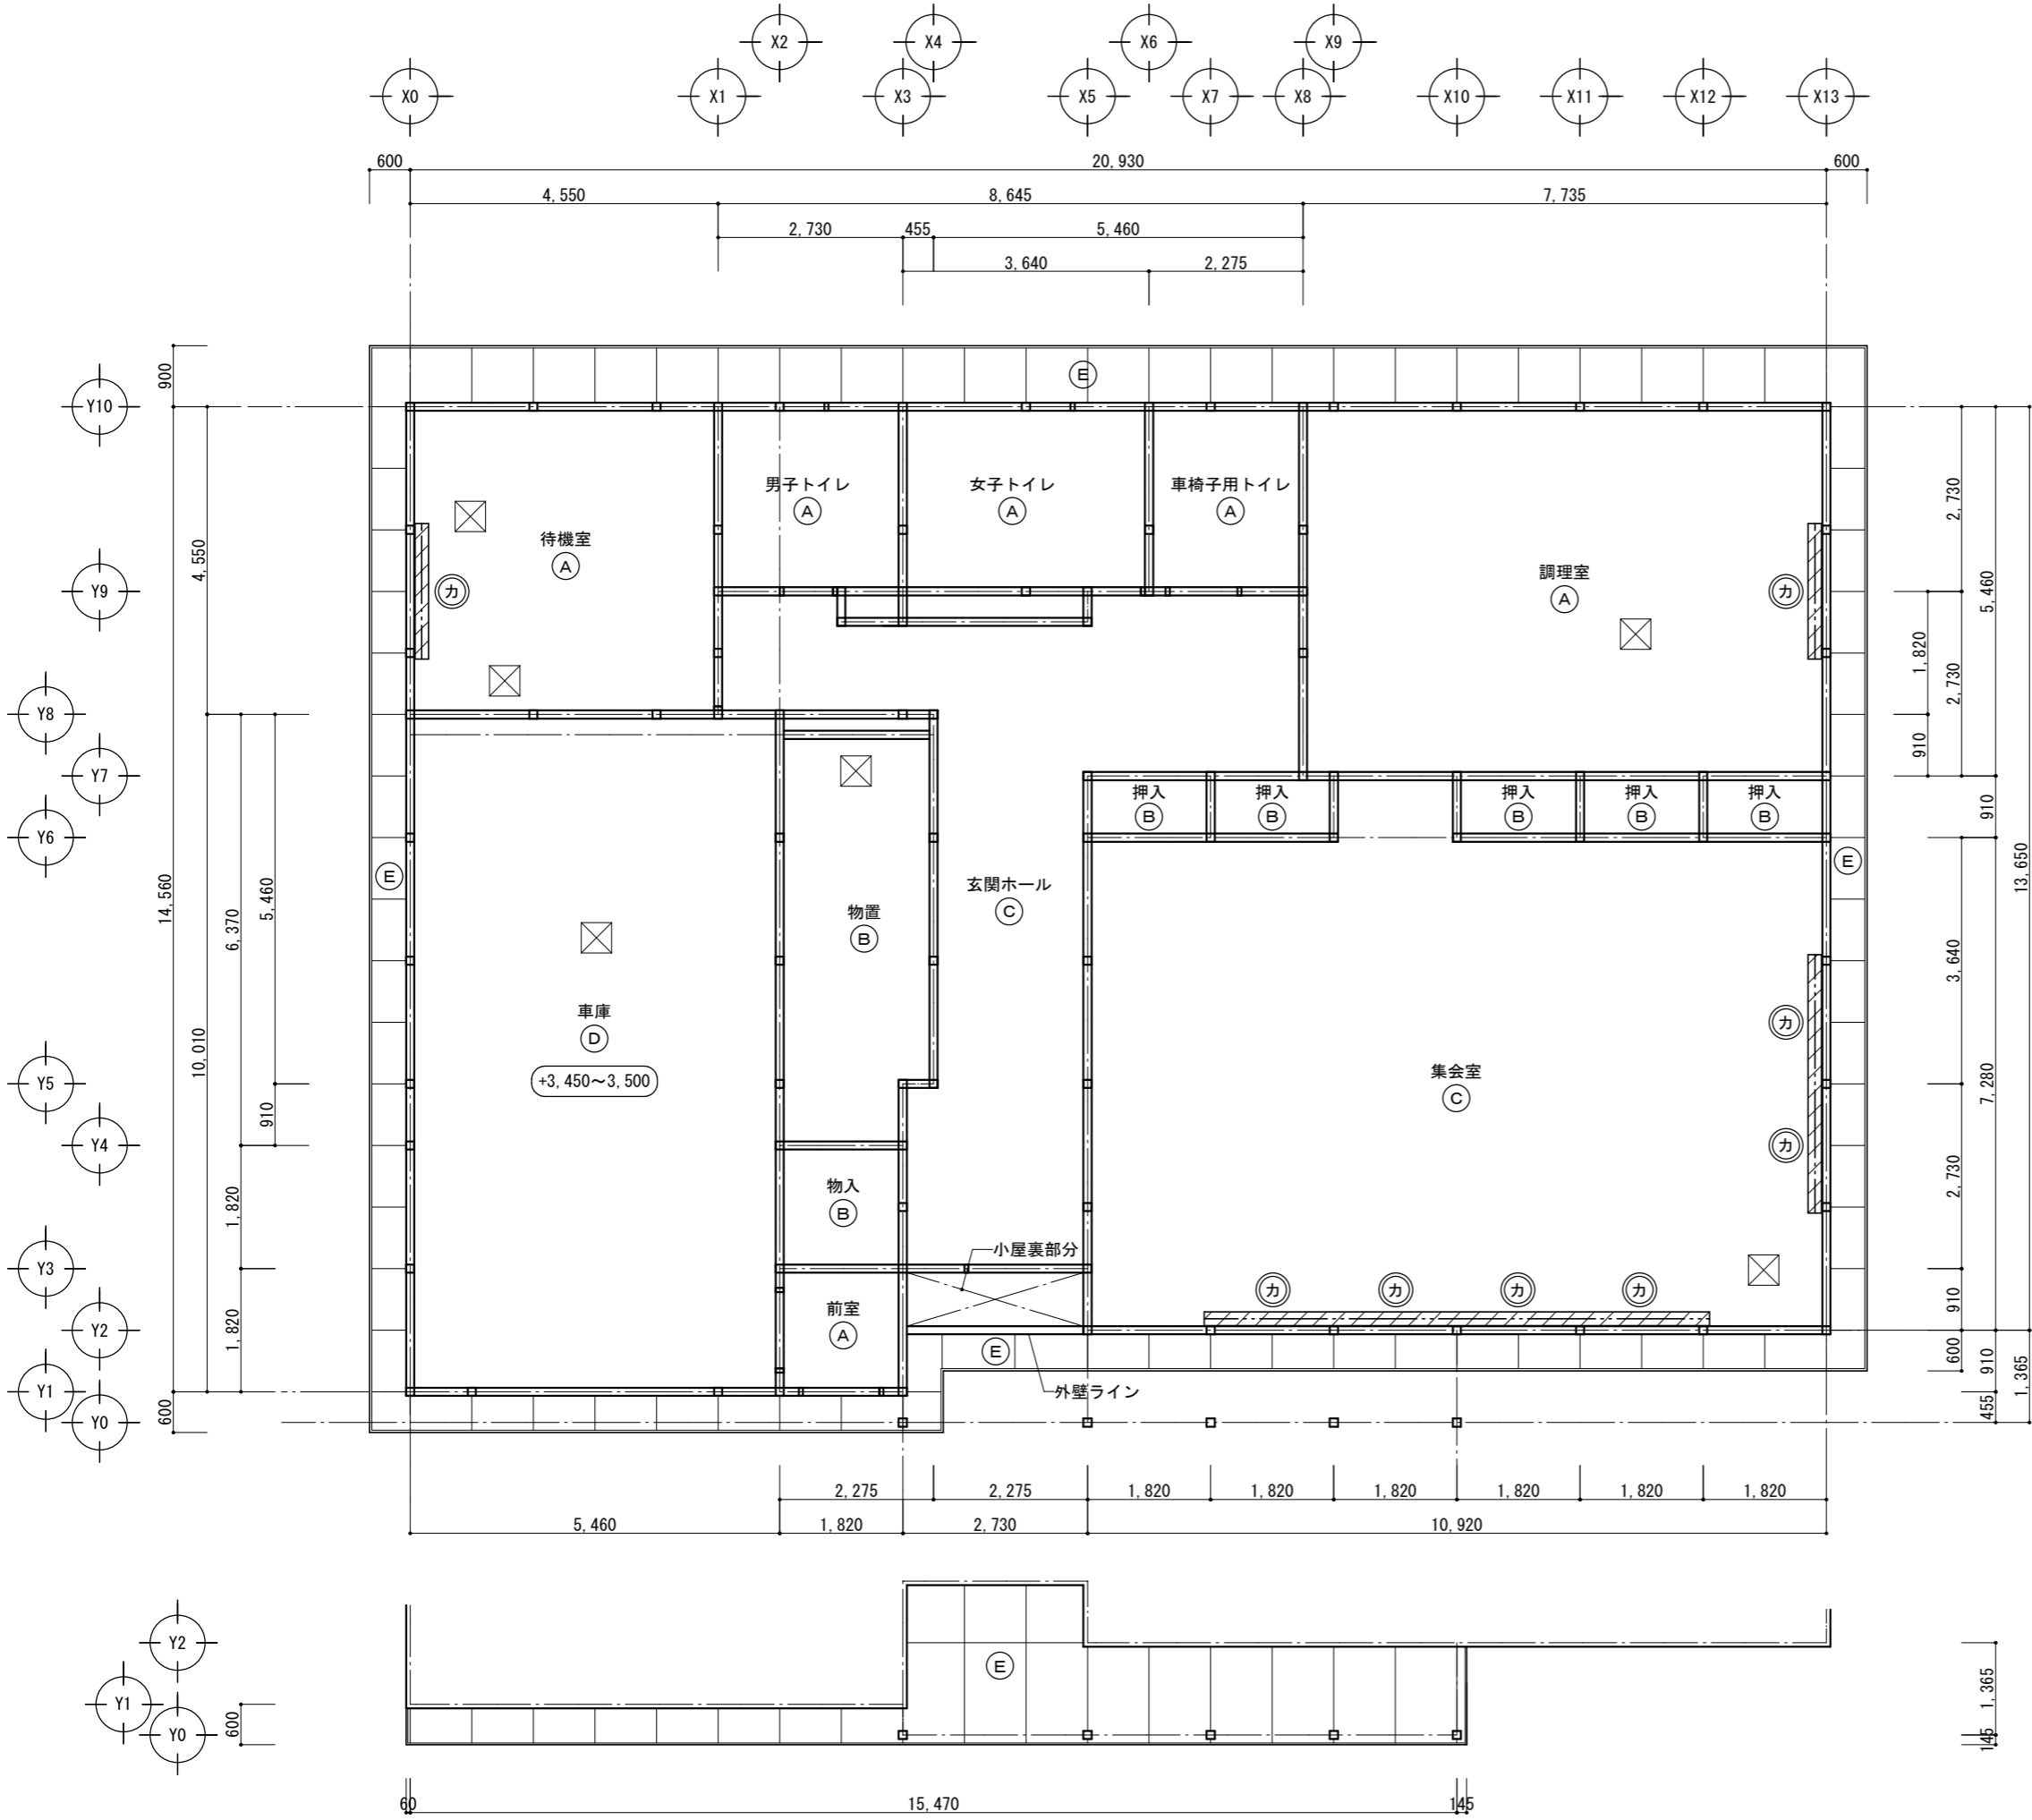 X2 X4 X6 X9
X0 X1 X3 X5 X7 X8 X10 X11 X12 X13
600 20,930 600
4,550 8,645 7,735
2,730 455 5,460
3,640 2,275
900
Y10
Y9
Y8
Y7
Y6
Y5
Y4
Y3
Y2
Y1
Y0
14,560
600
4,550
10,010
6,370
1,820
1,820
5,460
910
E
男子トイレ
A
女子トイレ
A
車椅子用トイレ
A
待機室
A
カ
調理室
A
カ
押入
B
押入
B
押入
B
押入
B
押入
B
E
E
玄関ホール
C
物置
B
車庫
D
+3,450～3,500
集会室
C
カ
カ
物入
B
小屋裏部分
カ カ カ カ
前室
A
E
外壁ライン
2,730
5,460
1,820
2,730
910
910
13,650
3,640
7,280
2,730
910
600
910
455
1,365
2,275 2,275 1,820 1,820 1,820 1,820 1,820 1,820
5,460 1,820 2,730 10,920
Y2
Y1
Y0
600
E
1,365
145
60 15,470 145